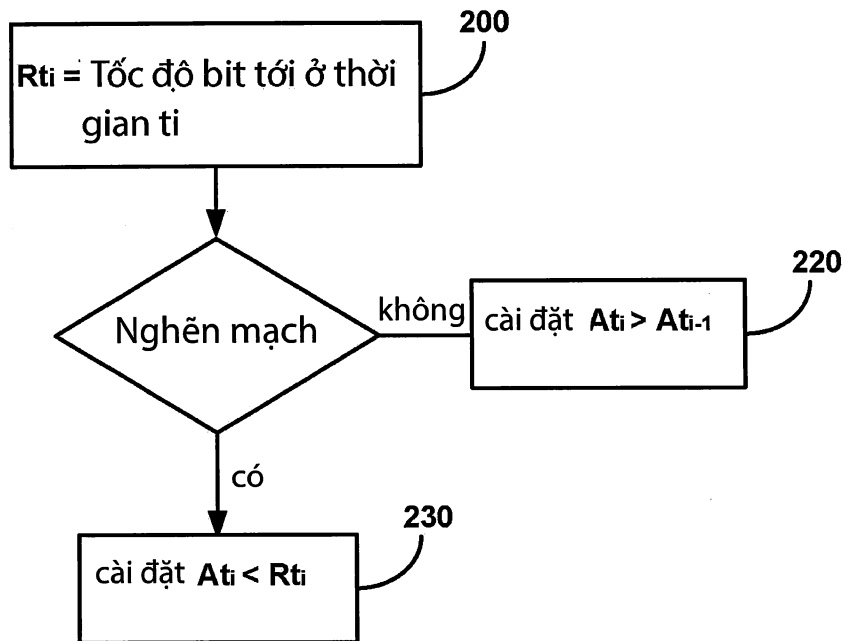 200
Rti = Tốc độ bit tới ở thời
gian ti
220
không
cài đặt Ati > Ati-1
Nghẽn mạch
có
230
cài đặt Ati < Rti